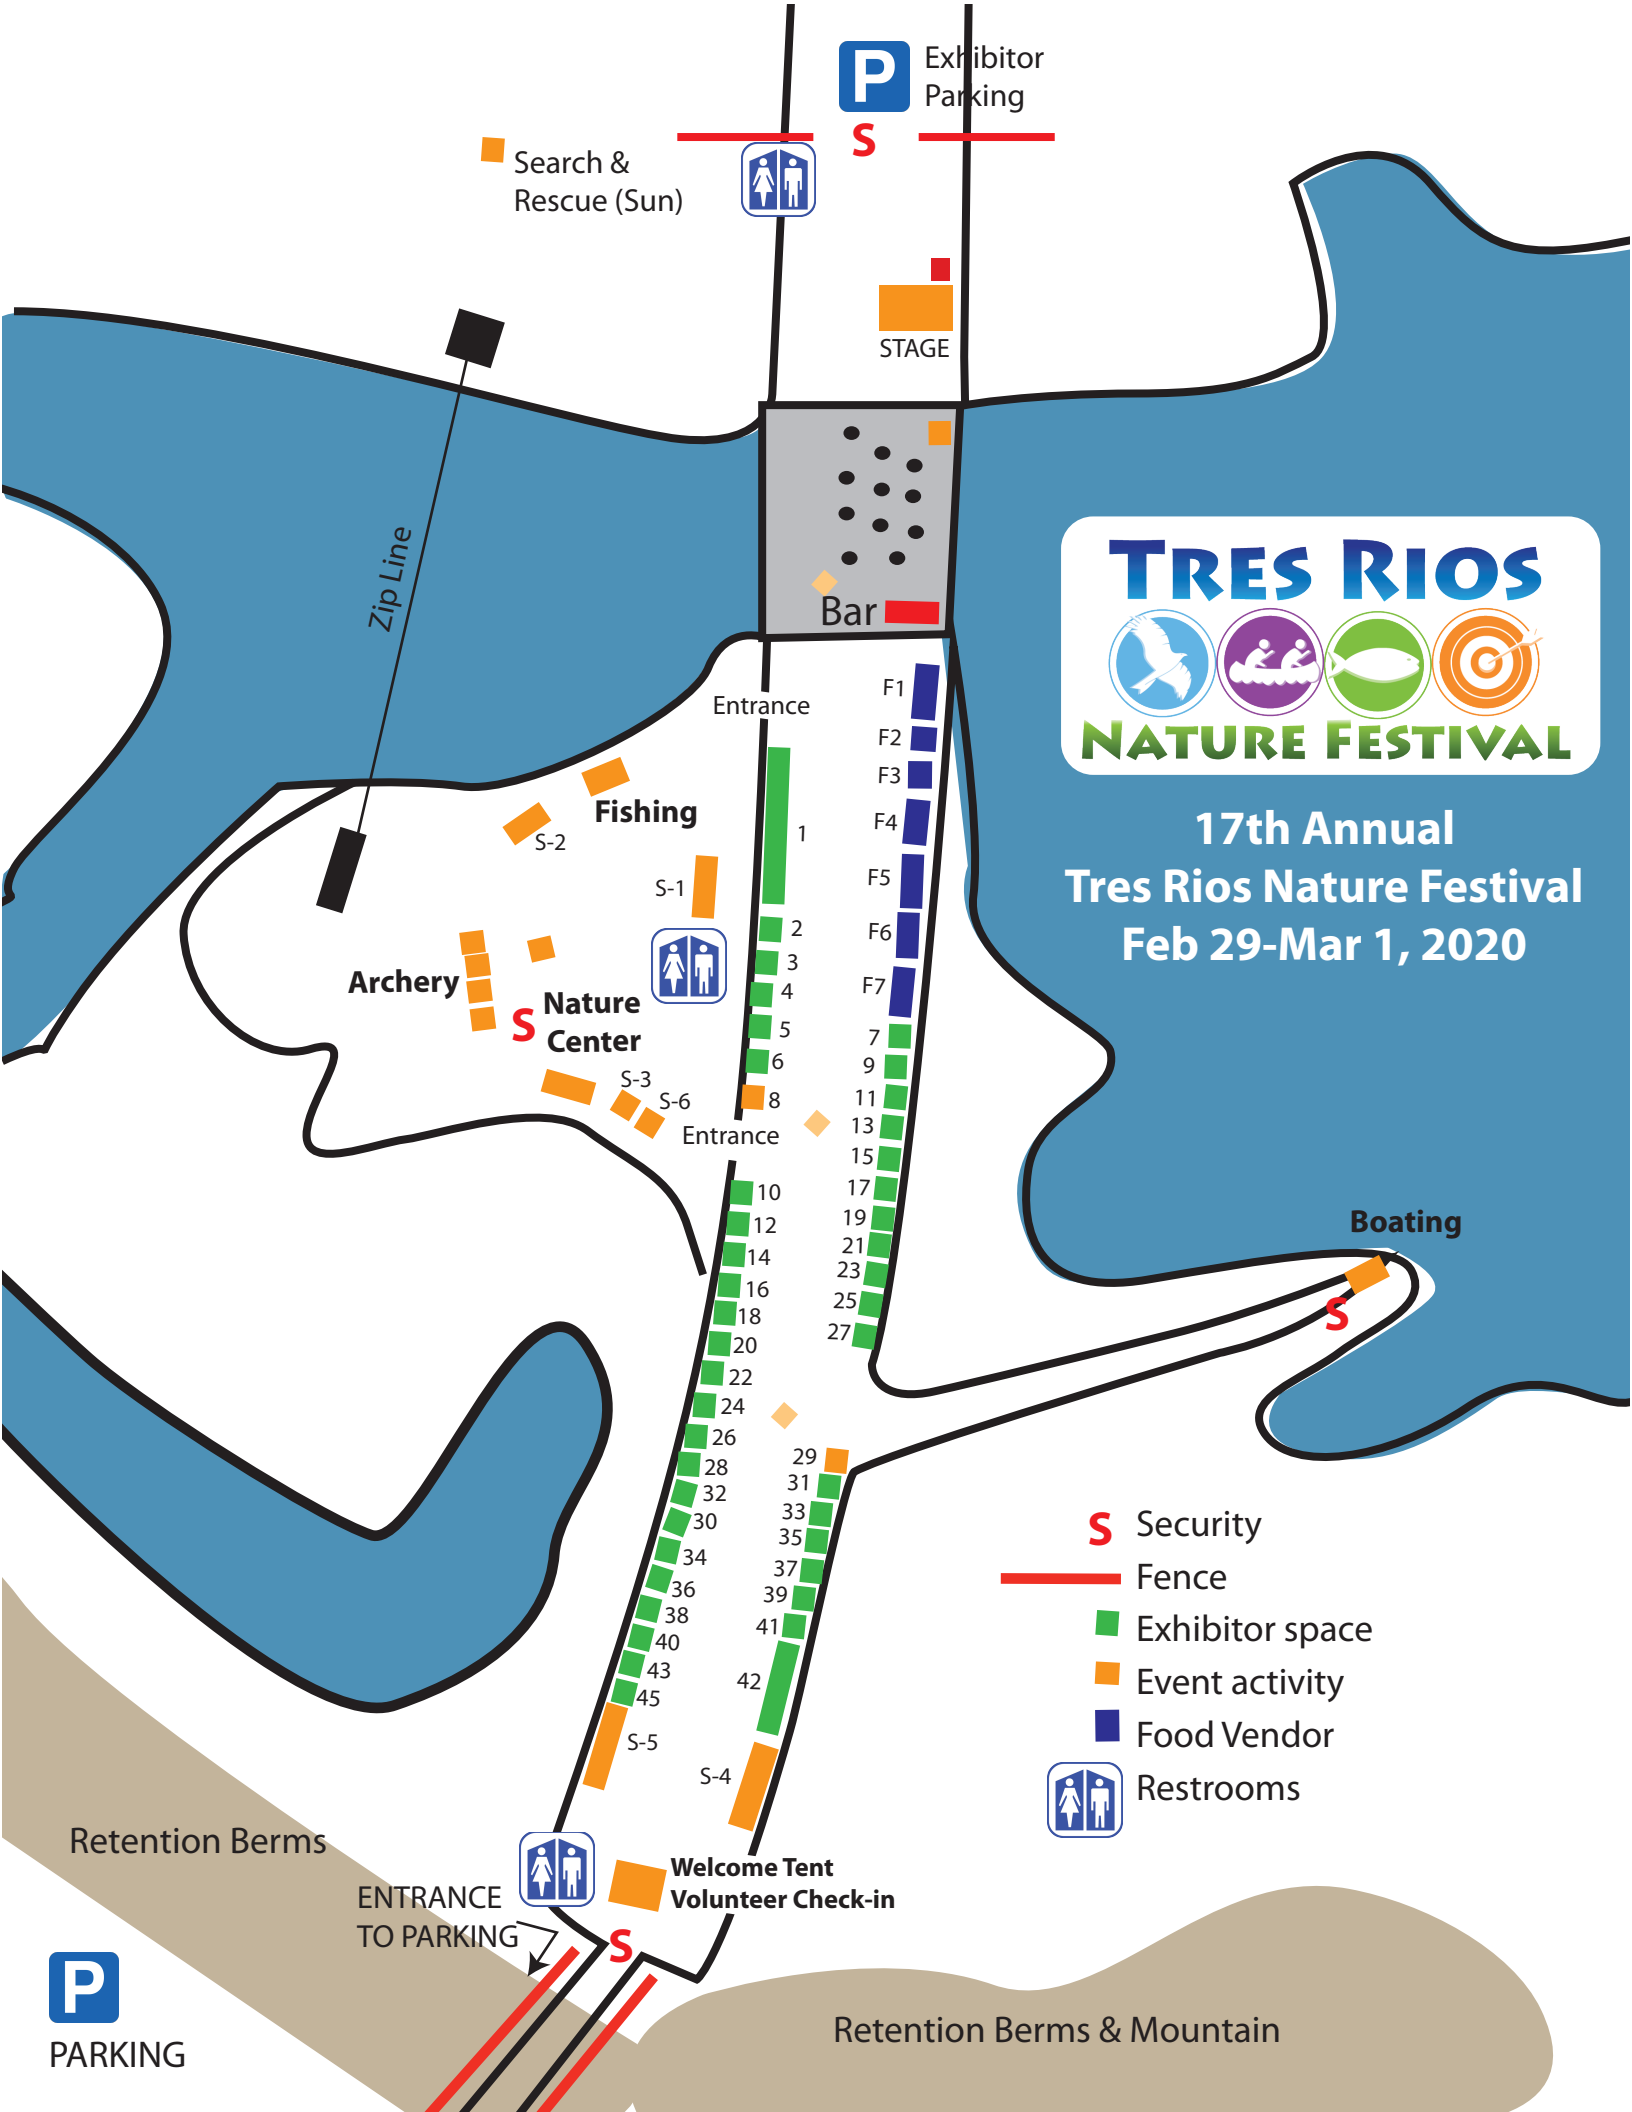 P
Exhibitor
Parking
S
Search &
Rescue (Sun)
STAGE
Zip Line
Bar
TRES RIOS
NATURE FESTIVAL
17th Annual
Tres Rios Nature Festival
Feb 29-Mar 1, 2020
Entrance
F1
F2
F3
F4
F5
F6
F7
Fishing
S-2
S-1
1
2
3
4
5
6
8
Archery
S
Nature
Center
S-3
S-6
Entrance
7
9
11
13
15
17
19
21
23
25
27
10
12
14
16
18
20
22
24
26
28
32
30
34
36
38
40
43
45
S-5
29
31
33
35
37
39
41
42
S-4
Boating
S
S Security
Fence
Exhibitor space
Event activity
Food Vendor
Restrooms
Retention Berms
Welcome Tent
Volunteer Check-in
ENTRANCE
TO PARKING
S
P
PARKING
Retention Berms & Mountain